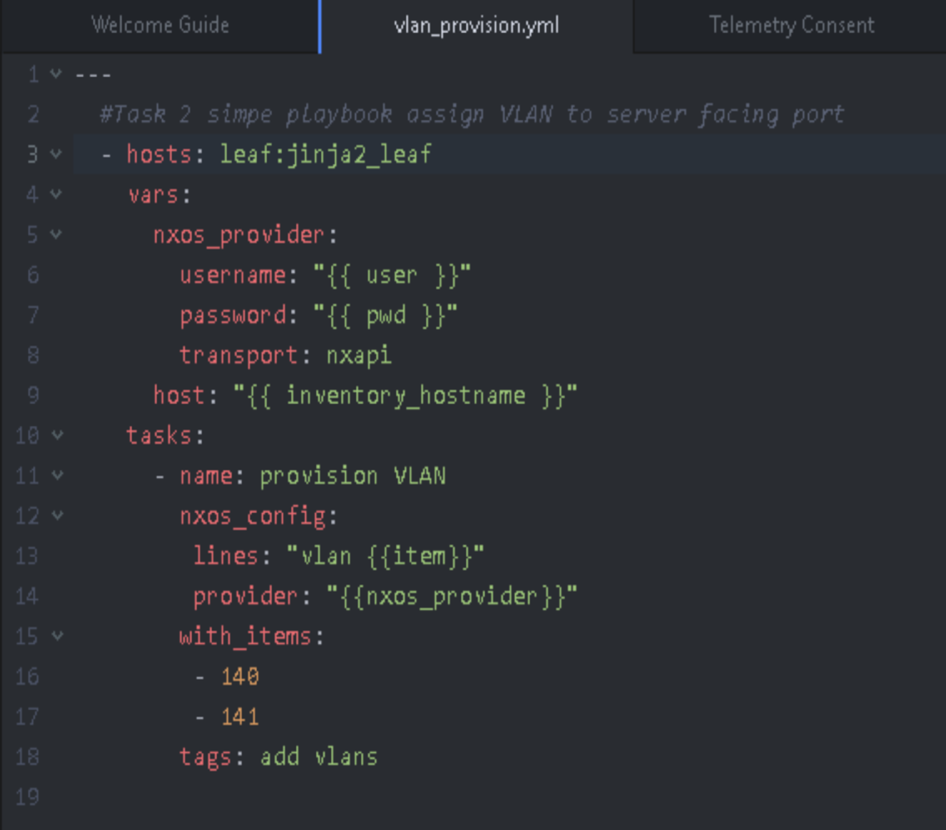 Welcome Guide vlan_provision.yml Telemetry Consent
1 ---
2 #Task 2 simpe playbook assign VLAN to server facing port
3 - hosts: leaf:jinja2_leaf
4 vars:
5 nxos_provider:
6 username: "{{ user }}"
7 password: "{{ pwd }}"
8 transport: nxapi
9 host: "{{ inventory_hostname }}"
10 tasks:
11 - name: provision VLAN
12 nxos_config:
13 lines: "vlan {{item}}"
14 provider: "{{nxos_provider}}"
15 with_items:
16 - 140
17 - 141
18 tags: add vlans
19